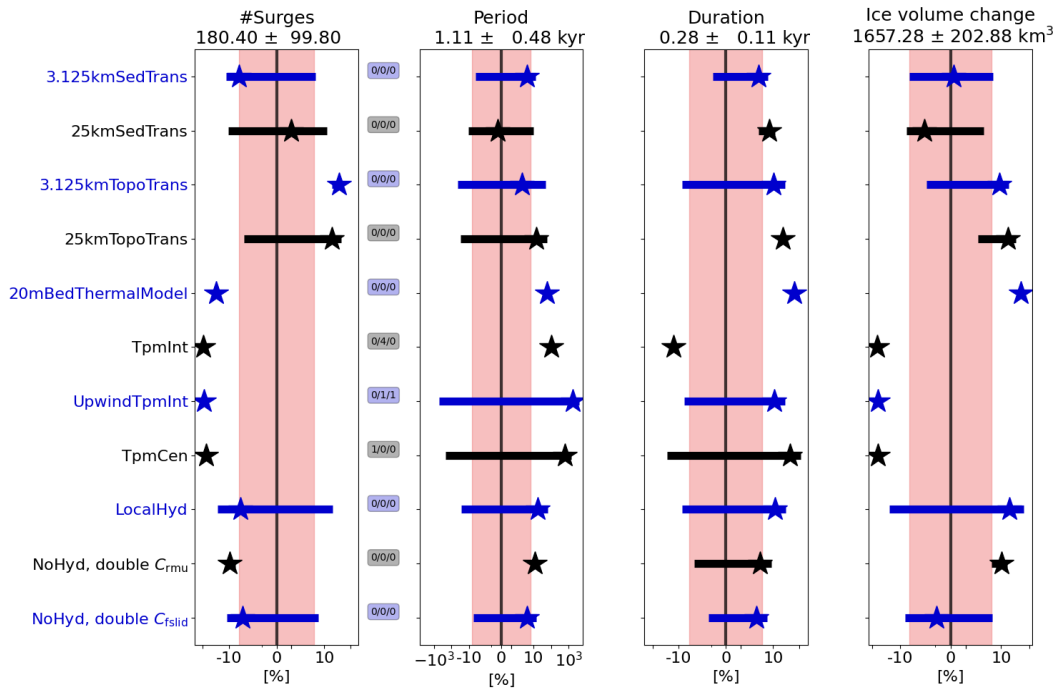 #Surges
180.40 ± 99.80
Period
1.11 ± 0.48 kyr
Duration
0.28 ± 0.11 kyr
Ice volume change
1657.28 ± 202.88 km³
3.125kmSedTrans
0/0/0
25kmSedTrans
0/0/0
3.125kmTopoTrans
0/0/0
25kmTopoTrans
0/0/0
20mBedThermalModel
0/0/0
TpmInt
0/4/0
UpwindTpmInt
0/1/1
TpmCen
1/0/0
LocalHyd
0/0/0
NoHyd, double C_rmu
0/0/0
NoHyd, double C_fslid
0/0/0
-10 0 10
−10³ -10 0 10 10³
-10 0 10
-10 0 10
[%]
[%]
[%]
[%]